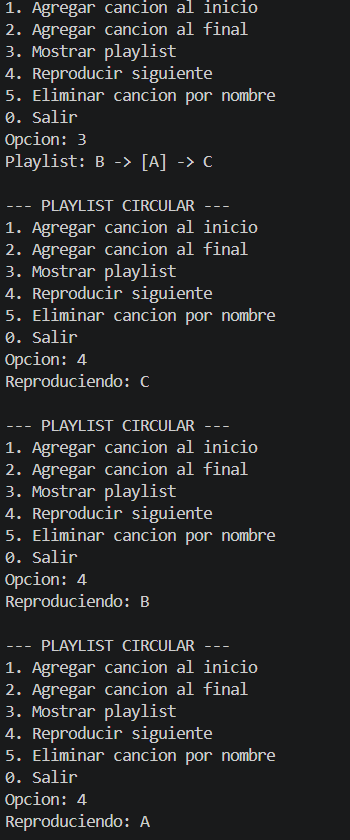 1. Agregar cancion al inicio
2. Agregar cancion al final
3. Mostrar playlist
4. Reproducir siguiente
5. Eliminar cancion por nombre
0. Salir
Opcion: 3
Playlist: B -> [A] -> C
--- PLAYLIST CIRCULAR ---
1. Agregar cancion al inicio
2. Agregar cancion al final
3. Mostrar playlist
4. Reproducir siguiente
5. Eliminar cancion por nombre
0. Salir
Opcion: 4
Reproduciendo: C
--- PLAYLIST CIRCULAR ---
1. Agregar cancion al inicio
2. Agregar cancion al final
3. Mostrar playlist
4. Reproducir siguiente
5. Eliminar cancion por nombre
0. Salir
Opcion: 4
Reproduciendo: B
--- PLAYLIST CIRCULAR ---
1. Agregar cancion al inicio
2. Agregar cancion al final
3. Mostrar playlist
4. Reproducir siguiente
5. Eliminar cancion por nombre
0. Salir
Opcion: 4
Reproduciendo: A